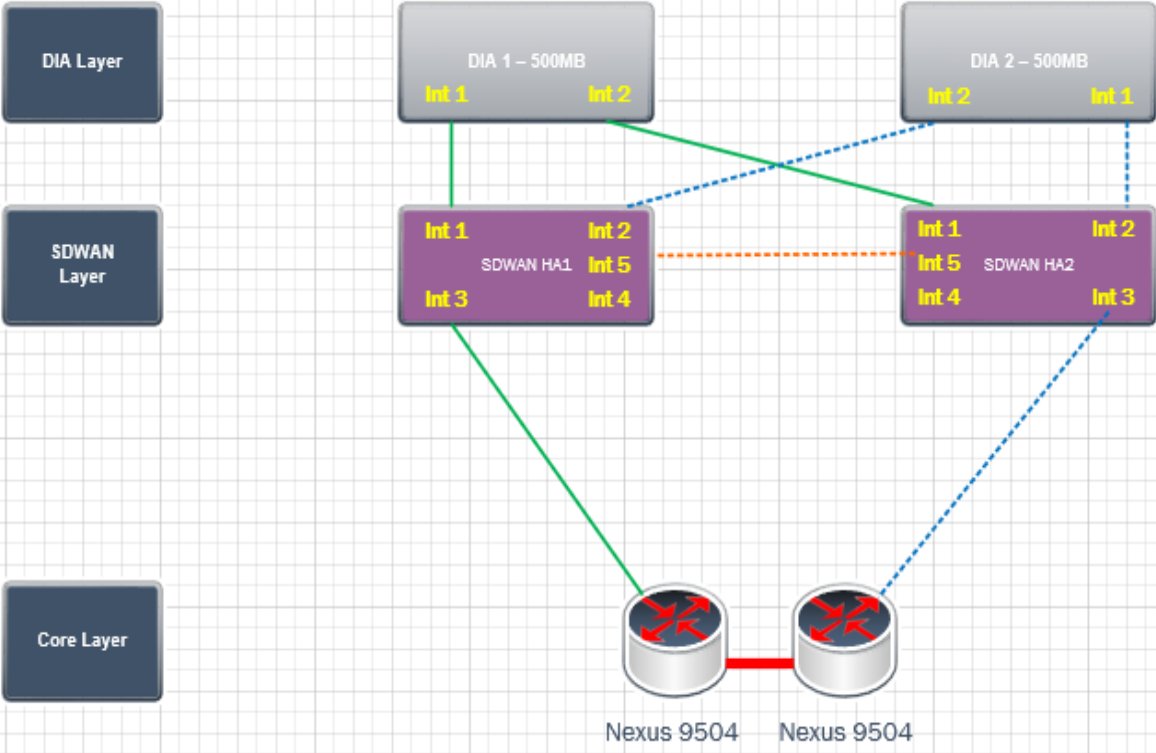 DIA Layer
DIA 1 – 500MB
Int 1
Int 2
DIA 2 – 500MB
Int 2
Int 1
SDWAN
Layer
Int 1
Int 2
SDWAN HA1
Int 5
Int 3
Int 4
Int 1
Int 2
Int 5
SDWAN HA2
Int 4
Int 3
Core Layer
Nexus 9504
Nexus 9504